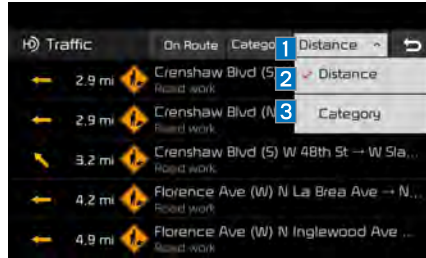 HD) Traffic On Route Catego 1 Distance
2.9 mi Crenshaw Blvd (S) 2 Distance
Road work
2.9 mi Crenshaw Blvd (N 3 Category
Road work
3.2 mi Crenshaw Blvd (S) W 48th St → W Sla...
Road work
4.2 mi Florence Ave (W) N La Brea Ave → N...
Road work
4.9 mi Florence Ave (W) N Inglewood Ave ...
Road work